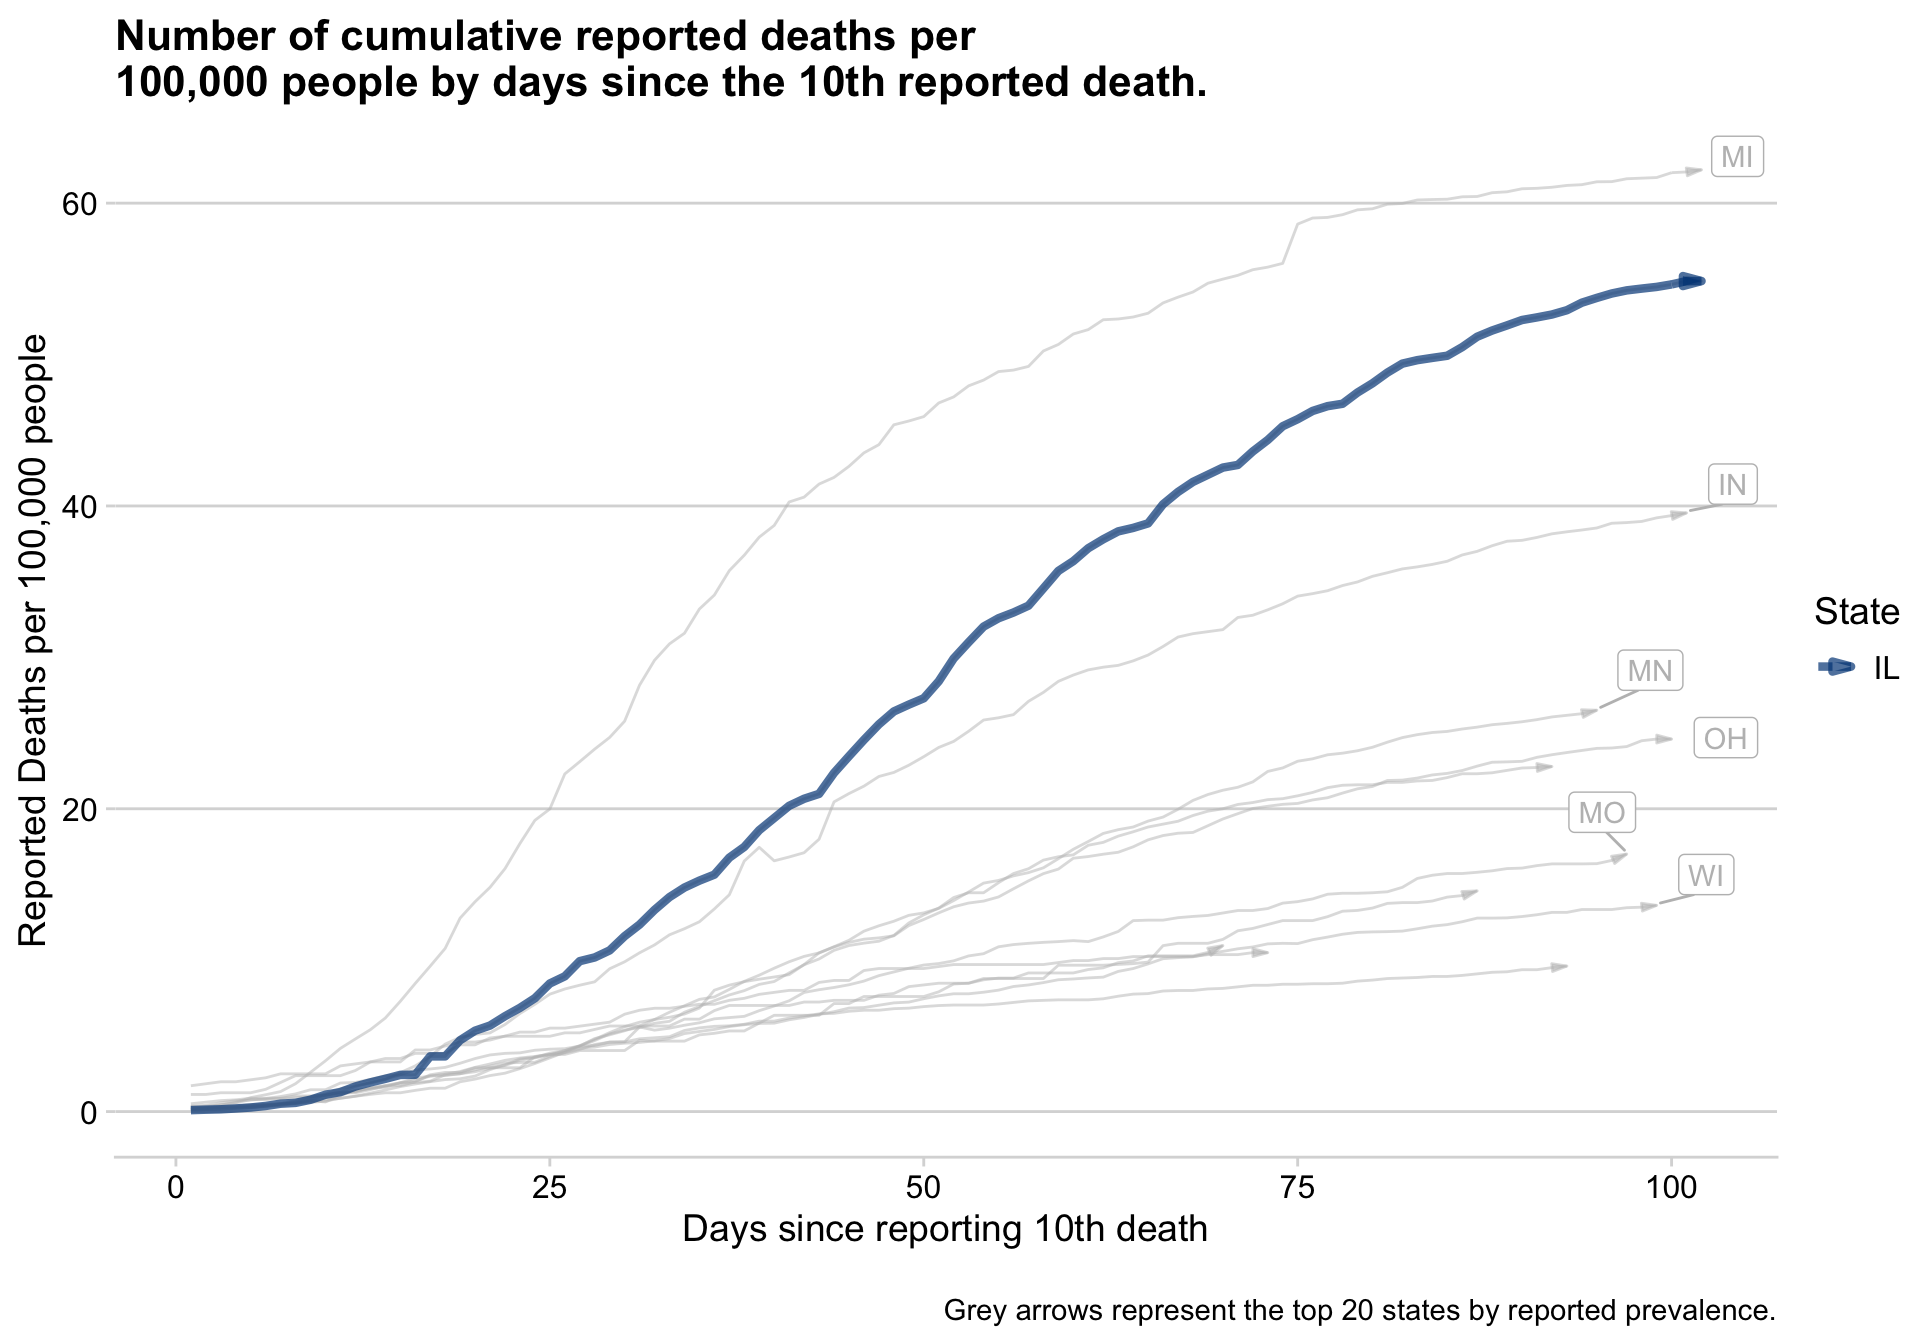 Number of cumulative reported deaths per
100,000 people by days since the 10th reported death.
Reported Deaths per 100,000 people
60
40
20
0
MI
IN
MN
OH
MO
WI
State
IL
0 25 50 75 100
Days since reporting 10th death
Grey arrows represent the top 20 states by reported prevalence.